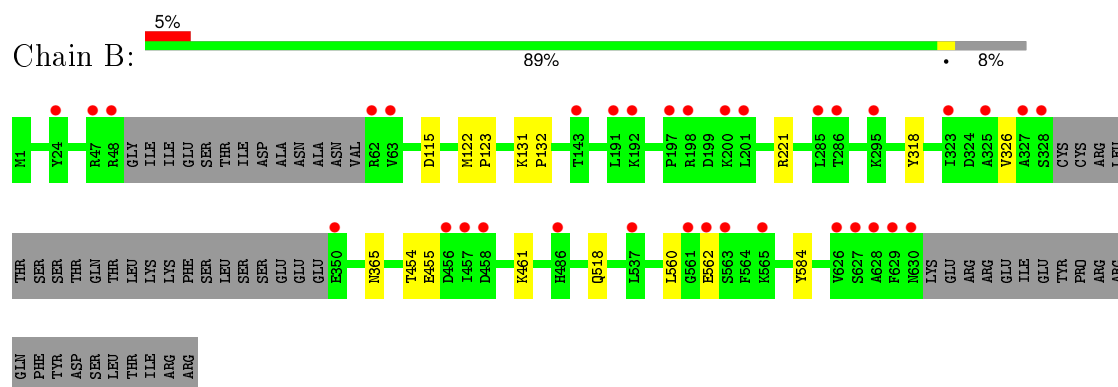 5%
Chain B:
89% • 8%
M1 Y24 R47 R48 GLY ILE ILE GLU SER THR ILE ASP ALA ASN ALA ASN VAL R62 V63 D115 M122 P123 K131 P132 T143 L191 K192 P197 R198 D199 K200 L201 R221 L285 T286 K295 Y318 I323 D324 A325 V326 A327 S328 CYS CYS ARG LEU
THR SER SER THR GLN THR LEU LYS LYS PHE SER LEU SER SER GLU GLU GLU E350 N365 T454 E455 D456 I457 D458 K461 H486 Q518 L537 L560 G561 E562 S563 F564 K565 Y584 V626 S627 A628 F629 N630 LYS GLU ARG ARG GLU ILE GLU TYR PRO ARG ARG
GLN PHE TYR ASP SER LEU THR ILE ARG ARG